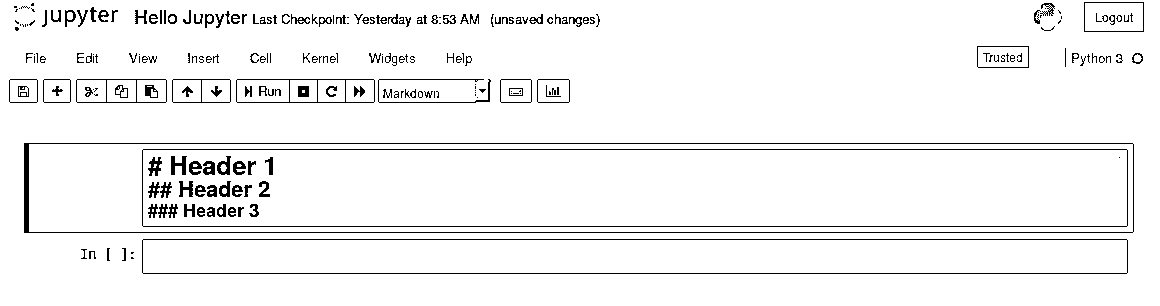 jupyter Hello Jupyter Last Checkpoint: Yesterday at 8:53 AM (unsaved changes) Logout
File Edit View Insert Cell Kernel Widgets Help Trusted Python 3
Run Markdown
# Header 1
## Header 2
### Header 3
In [ ]: